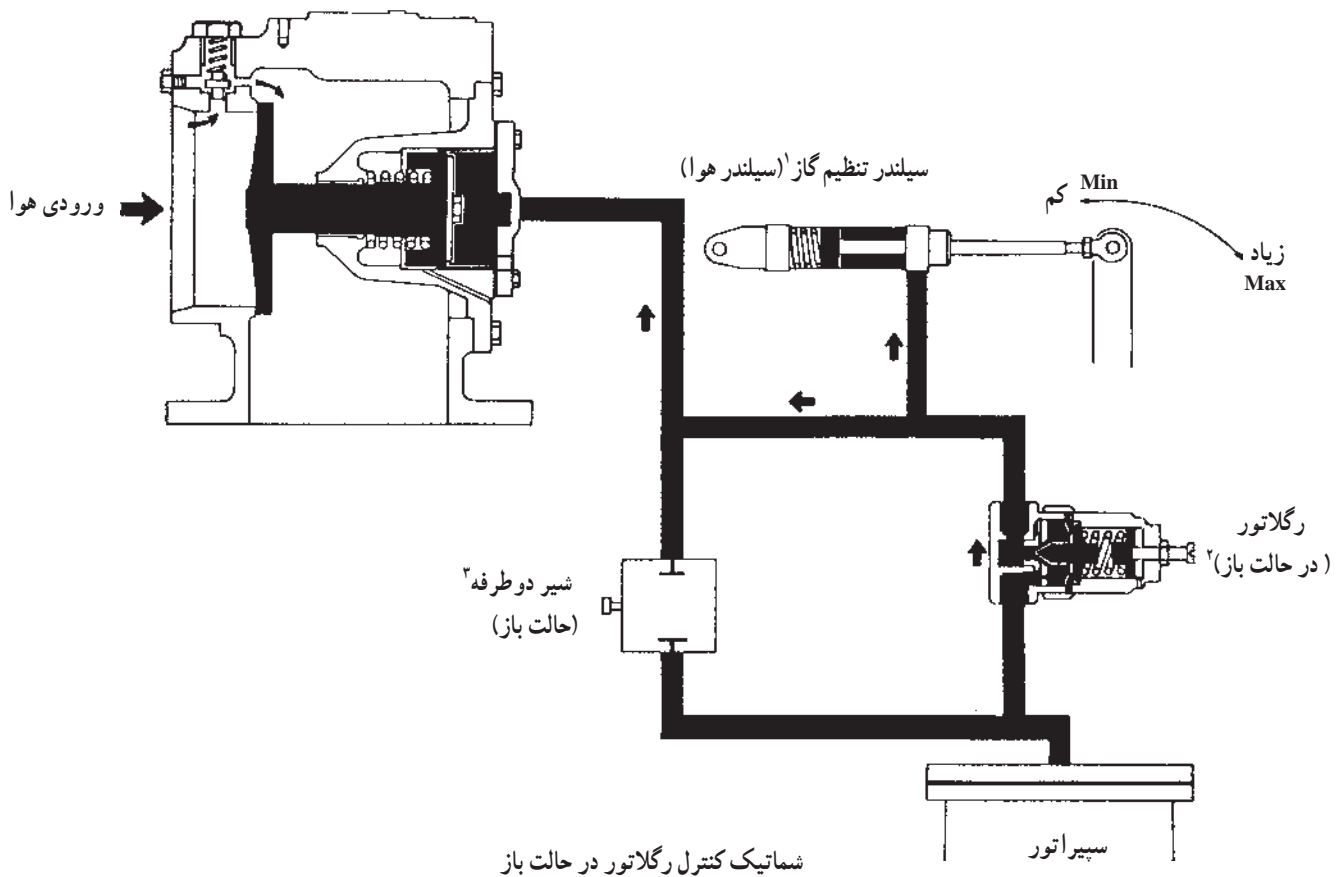 سیلندر تنظیم گاز۱(سیلندر هوا)
Min
کم
زیاد
Max
ورودی هوا
رگلاتور
( در حالت باز)۲
شیر دوطرفه۳
(حالت باز)
سپیراتور
شماتیک کنترل رگلاتور در حالت باز